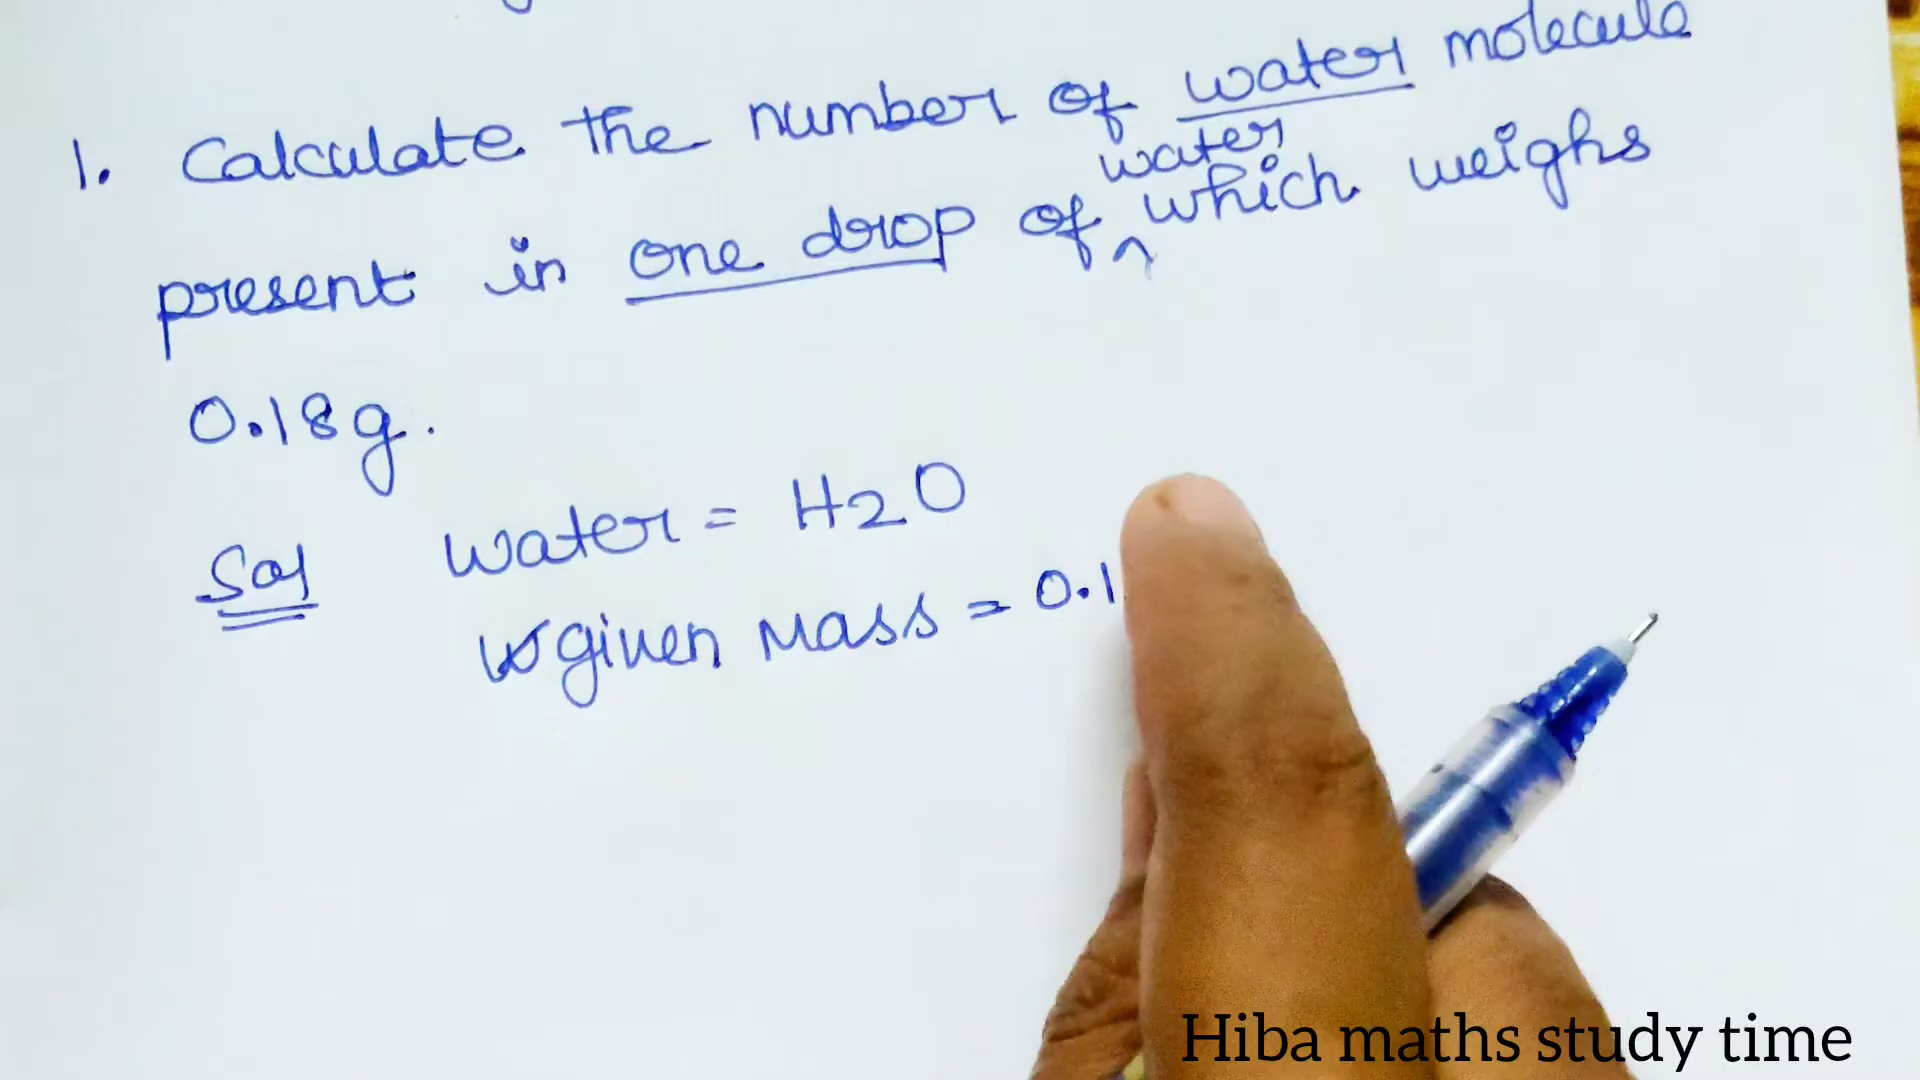 1. Calculate the number of water molecule
water
present in one drop of ^ which weighs
0.18g.
Sol water = H2O
given Mass = 0.1
Hiba maths study time